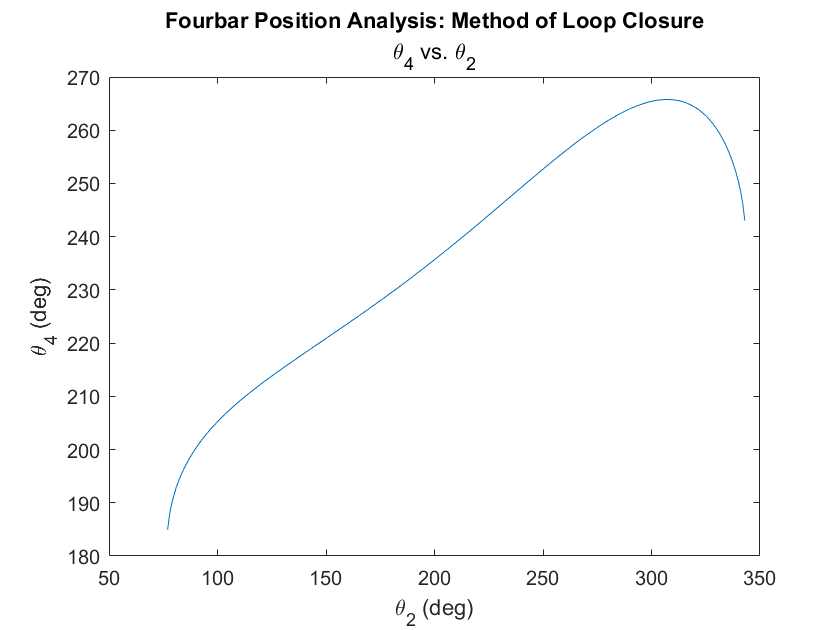 Fourbar Position Analysis: Method of Loop Closure
θ₄ vs. θ₂
270
260
250
240
230
220
210
200
190
180
θ₄ (deg)
50 100 150 200 250 300 350
θ₂ (deg)